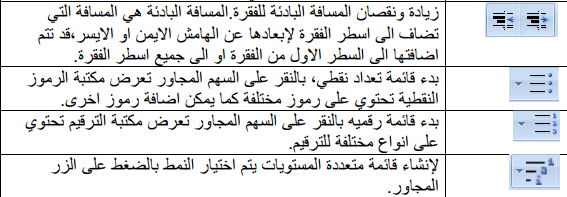 زيادة ونقصان المسافة البادئة للفقرة.المسافة البادئة هي المسافة التي
تضاف الى اسطر الفقرة لإبعادها عن الهامش الايمن او الايسر،قد تتم
اضافتها الى السطر الاول من الفقرة او الى جميع اسطر الفقرة.
بدء قائمة تعداد نقطي، بالنقر على السهم المجاور تعرض مكتبة الرموز
النقطية تحتوي على رموز مختلفة كما يمكن اضافة رموز اخرى.
بدء قائمة رقميه بالنقر على السهم المجاور تعرض مكتبة الترقيم تحتوي
على انواع مختلفة للترقيم.
لإنشاء قائمة متعددة المستويات يتم اختيار النمط بالضغط على الزر
المجاور.